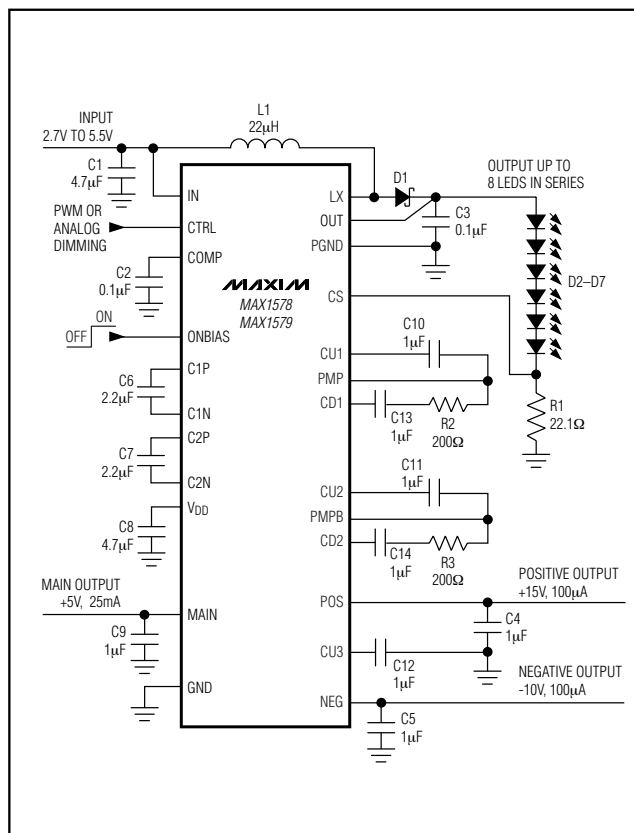 L1
22µH
INPUT
2.7V TO 5.5V
C1
4.7µF
IN
PWM OR
ANALOG
DIMMING
CTRL
COMP
C2
0.1µF
ON
OFF
ONBIAS
C1P
C6
2.2µF
C1N
C2P
C7
2.2µF
C2N
VDD
C8
4.7µF
MAIN OUTPUT
+5V, 25mA
MAIN
C9
1µF
GND
MAXIM
MAX1578
MAX1579
LX
D1
OUTPUT UP TO
8 LEDS IN SERIES
OUT
C3
0.1µF
PGND
D2–D7
CS
C10
1µF
CU1
PMP
CD1
C13
1µF
R2
200Ω
R1
22.1Ω
C11
1µF
CU2
PMPB
CD2
C14
1µF
R3
200Ω
POSITIVE OUTPUT
+15V, 100µA
POS
C4
1µF
CU3
C12
1µF
NEGATIVE OUTPUT
-10V, 100µA
NEG
C5
1µF